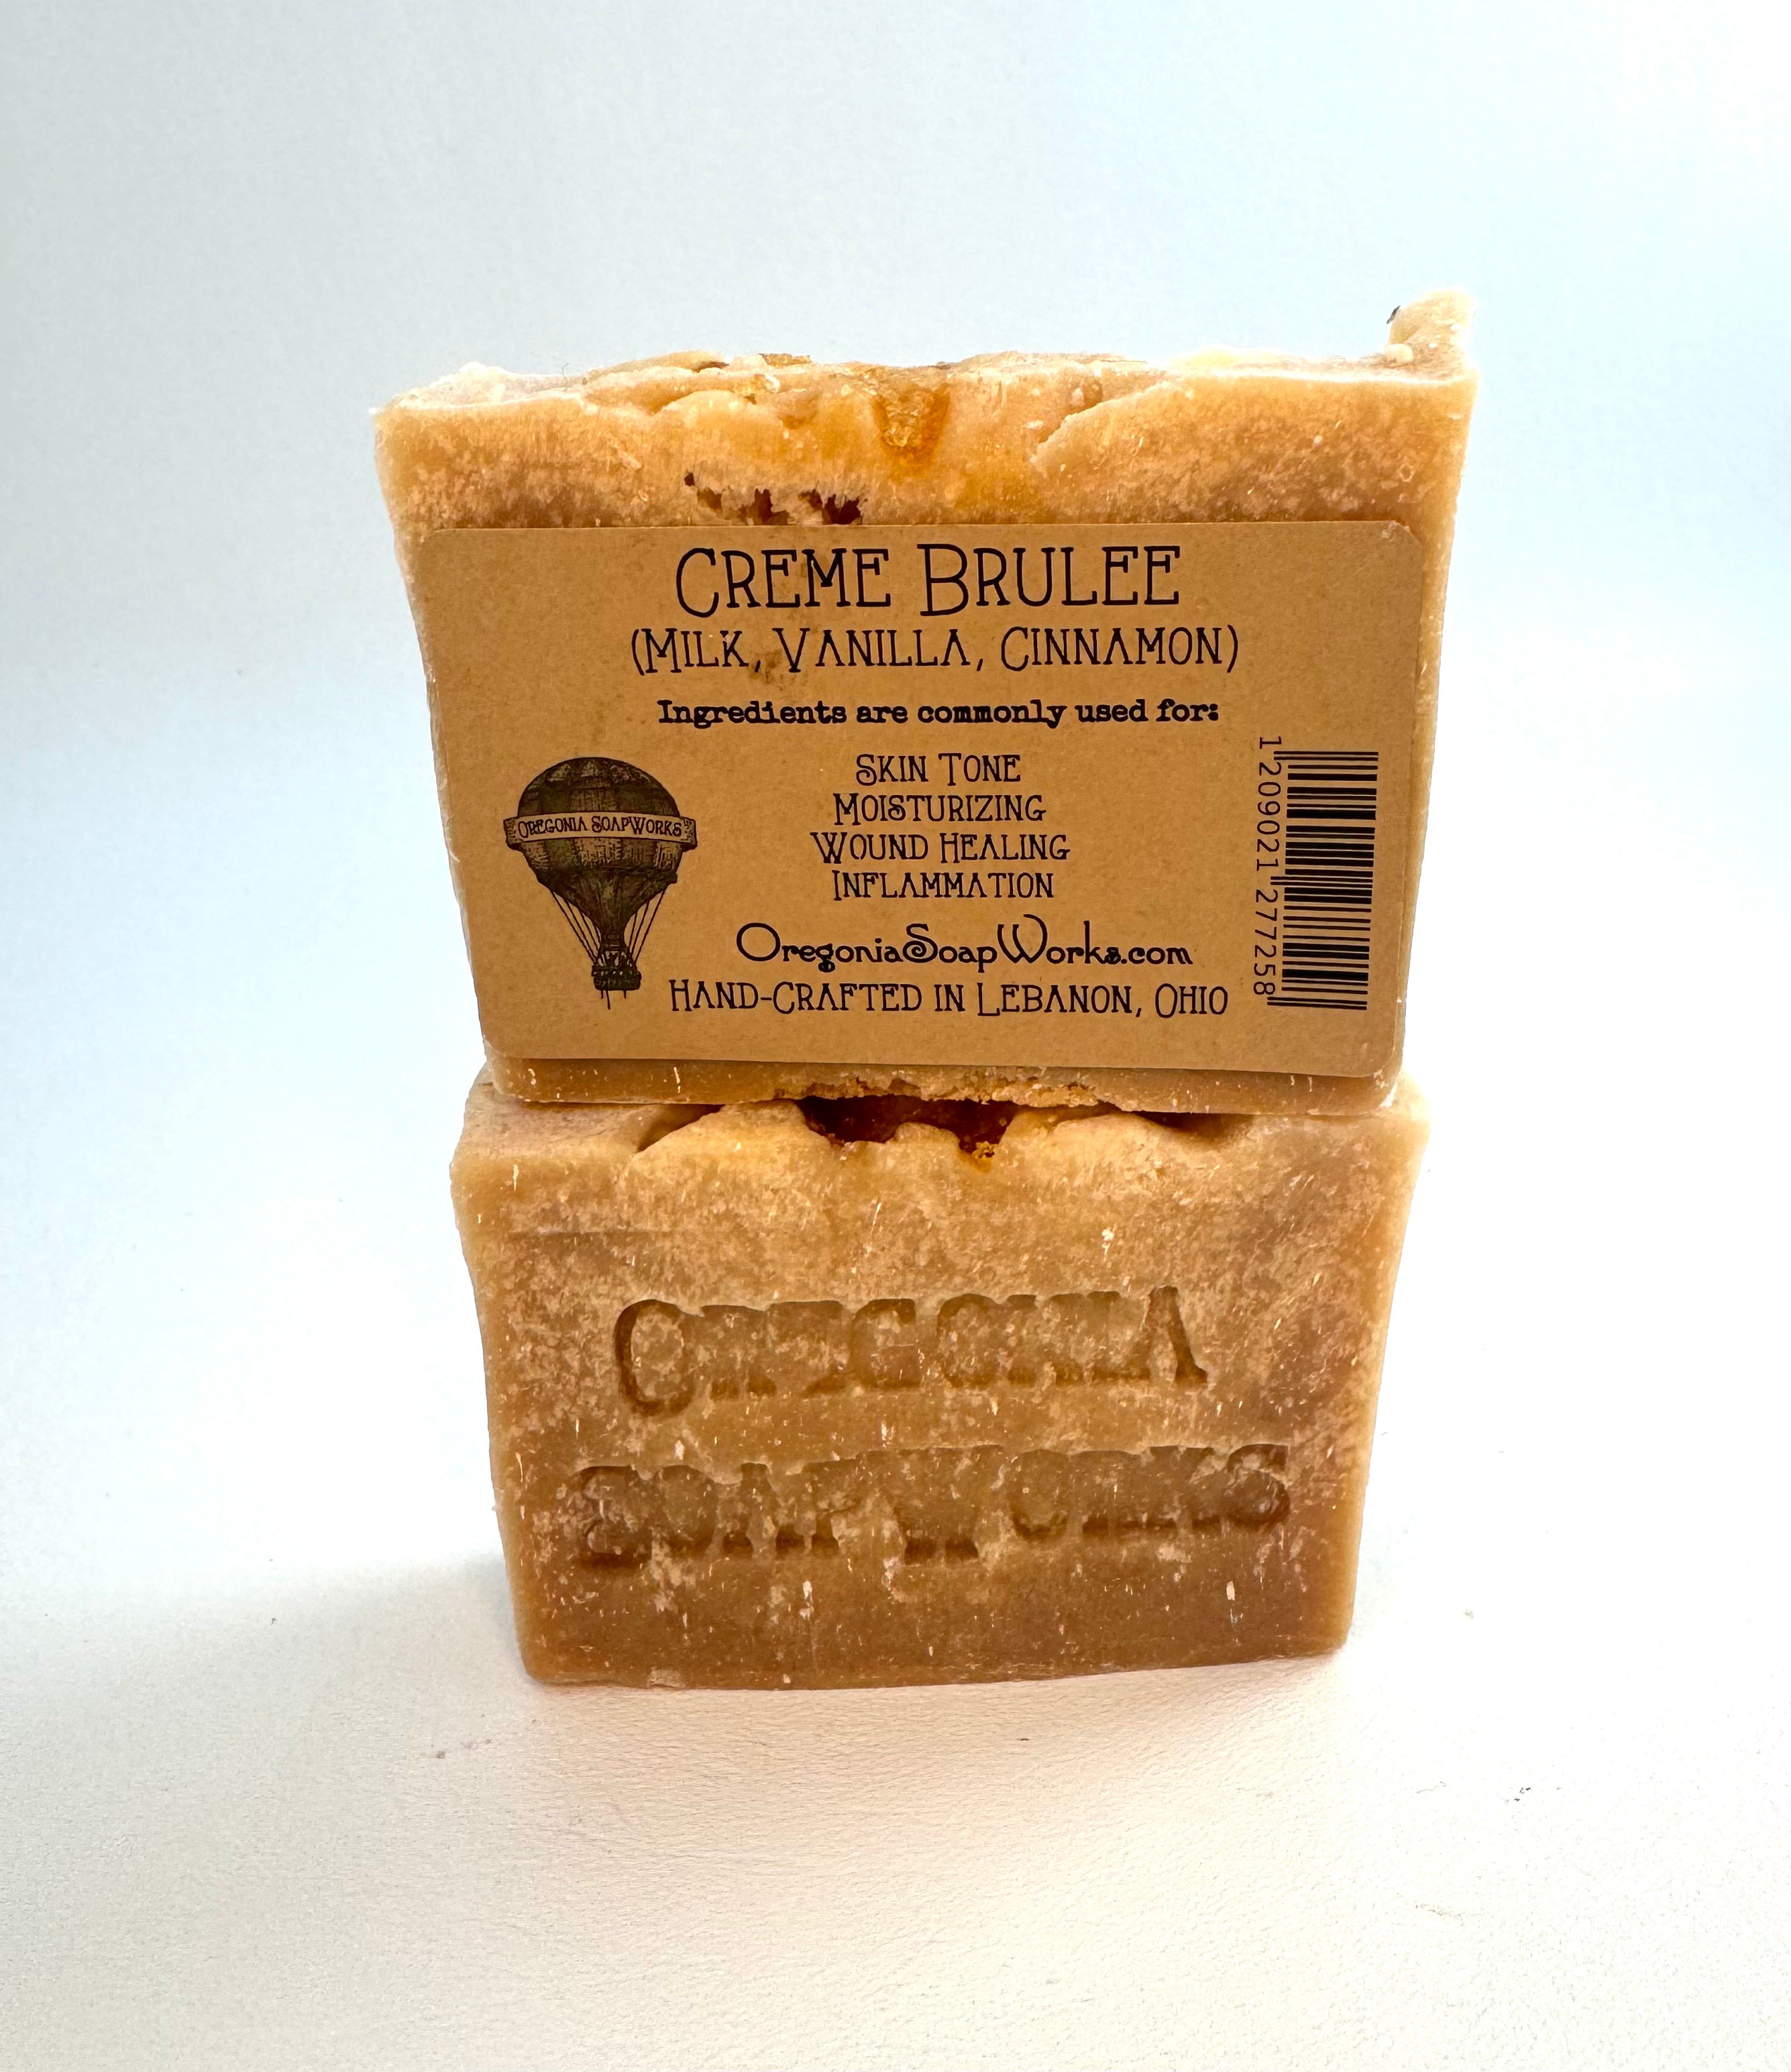 CREME BRULEE
(MILK, VANILLA, CINNAMON)
Ingredients are commonly used for:
SKIN TONE
MOISTURIZING
WOUND HEALING
INFLAMMATION
OREGONIA SOAPWORKS
OregoniaSoapWorks.com
HAND-CRAFTED IN LEBANON, OHIO
1 209021 277258
OREGONIA
SOAPWORKS